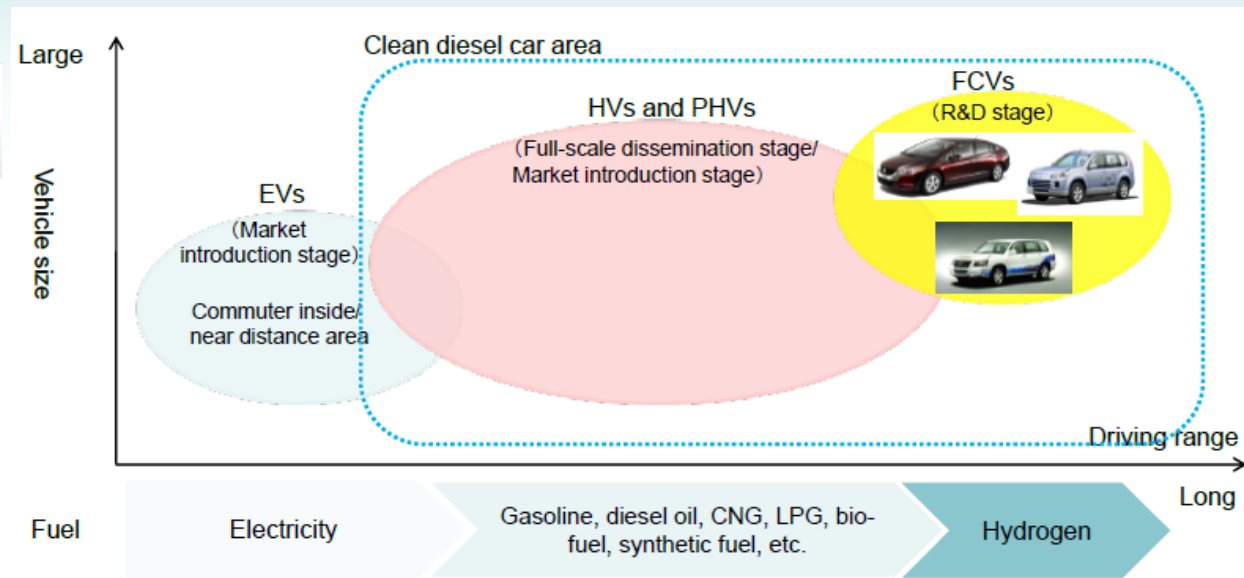 Large
Clean diesel car area
FCVs
(R&D stage)
HVs and PHVs
(Full-scale dissemination stage/
Market introduction stage)
EVs
(Market
introduction stage)
Commuter inside/
near distance area
Vehicle size
Driving range
Long
Fuel
Electricity
Gasoline, diesel oil, CNG, LPG, bio-
fuel, synthetic fuel, etc.
Hydrogen